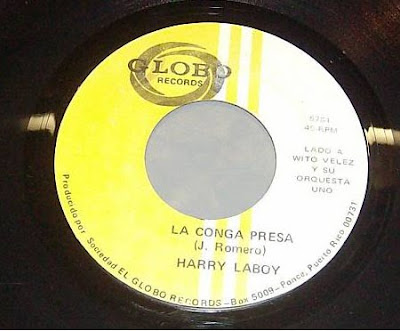 GLOBO
RECORDS
45-RPM
LADO A
WITO VELEZ
Y SU
ORQUESTA
UNO
LA CONGA PRESA
(J. Romero)
HARRY LABOY
Producido por Sociedad EL GLOBO RECORDS-Box 5009-Ponce, Puerto Rico 00731